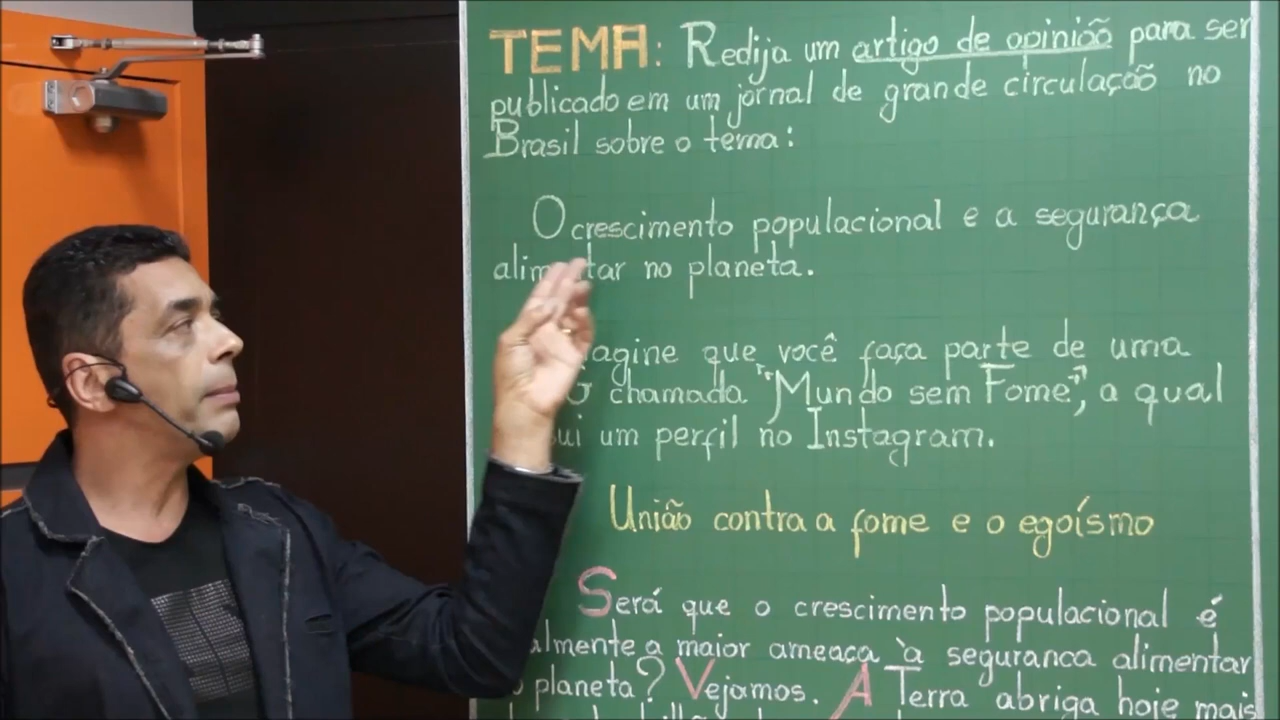 TEMA: Redija um artigo de opinião para ser
publicado em um jornal de grande circulação no
Brasil sobre o tema:
O crescimento populacional e a segurança
alimentar no planeta.
que você faça parte de uma
chamada "Mundo sem Fome", a qual
um perfil no Instagram.
União contra a fome e o egoísmo
Será que o crescimento populacional é
a maior ameaça à seguranca alimentar
planeta? Vejamos. A Terra abriga hoje mais